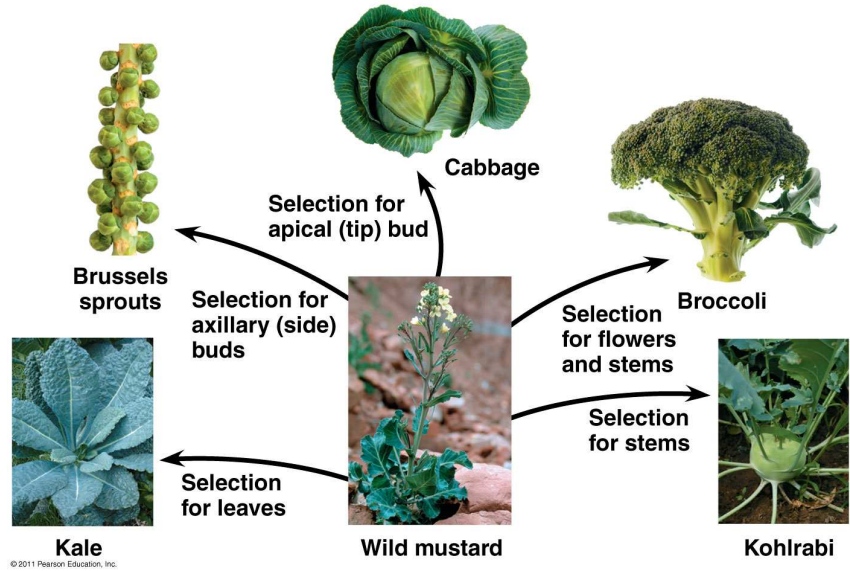 Cabbage
Selection for
apical (tip) bud
Brussels
sprouts
Selection for
axillary (side)
buds
Broccoli
Selection
for flowers
and stems
Selection
for stems
Selection
for leaves
Kale
Wild mustard
Kohlrabi
© 2011 Pearson Education, Inc.